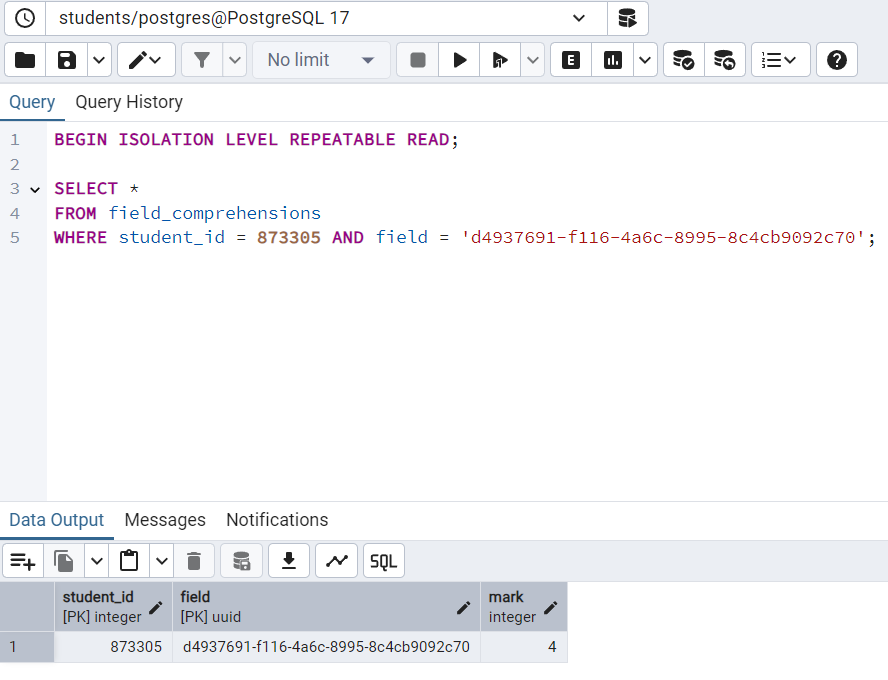 students/postgres@PostgreSQL 17
No limit
E
Query Query History
1 BEGIN ISOLATION LEVEL REPEATABLE READ;
2
3 SELECT *
4 FROM field_comprehensions
5 WHERE student_id = 873305 AND field = 'd4937691-f116-4a6c-8995-8c4cb9092c70';
Data Output Messages Notifications
SQL
student_id field mark
[PK] integer [PK] uuid integer
1 873305 d4937691-f116-4a6c-8995-8c4cb9092c70 4